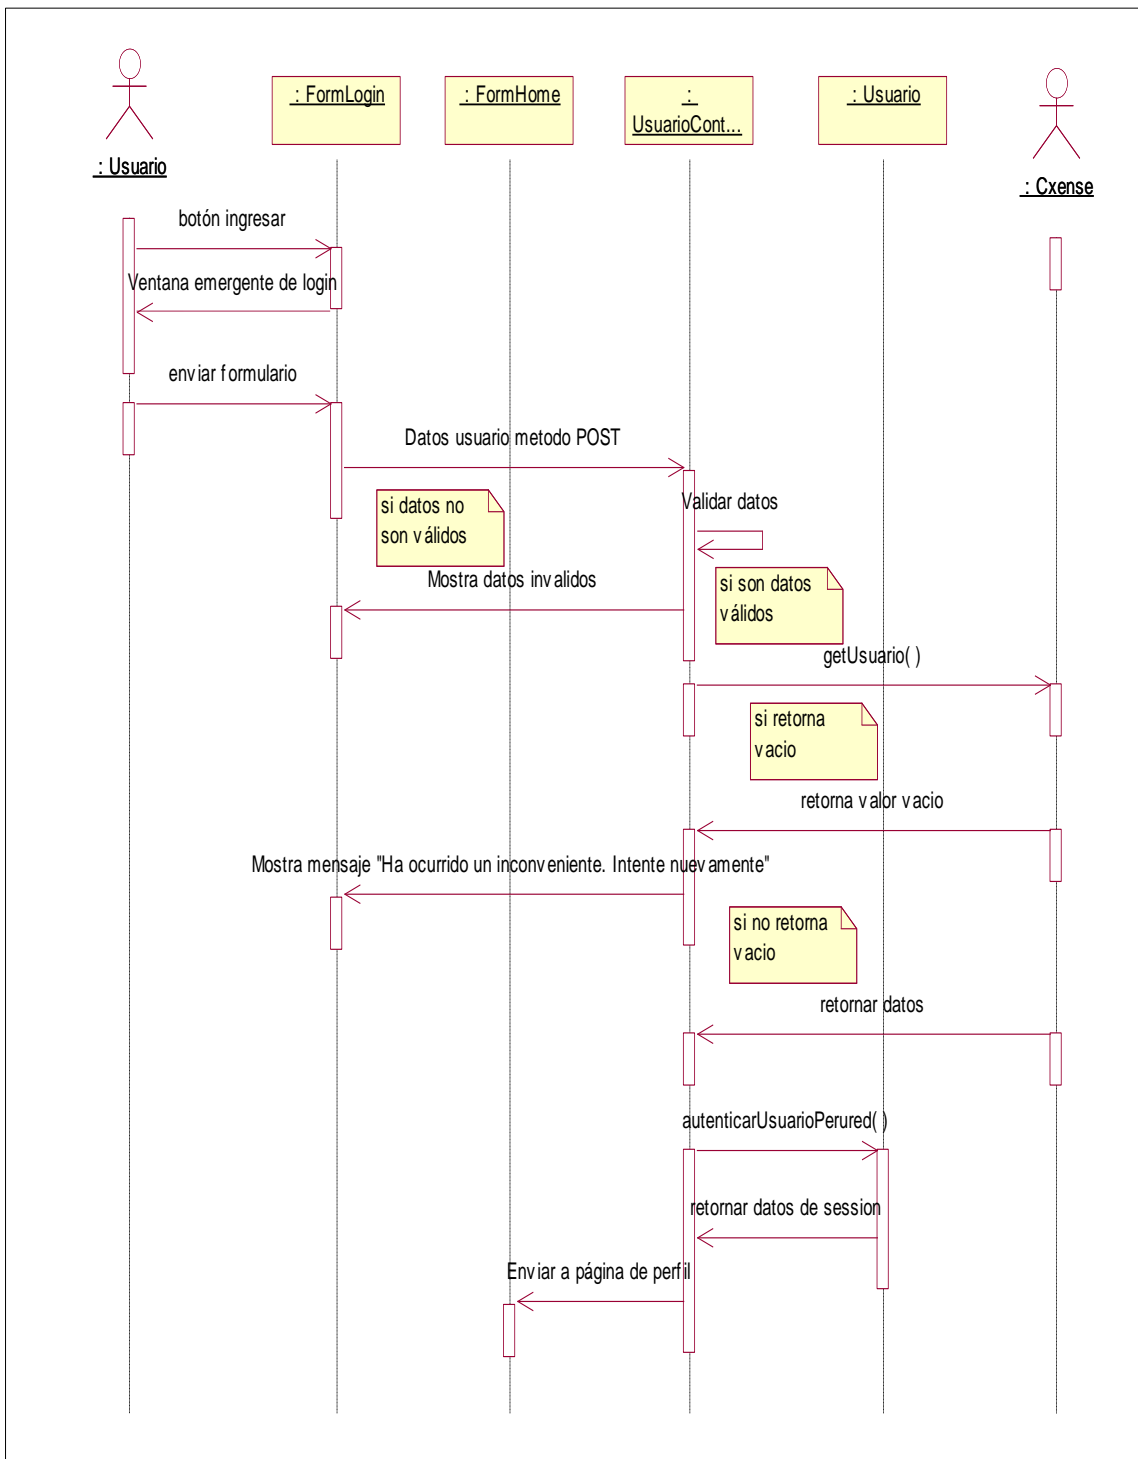 : FormLogin
: FormHome
:
UsuarioCont...
: Usuario
: Usuario
: Cxense
botón ingresar
Ventana emergente de login
enviar formulario
Datos usuario metodo POST
Validar datos
si datos no
son válidos
Mostra datos invalidos
si son datos
válidos
getUsuario( )
si retorna
vacio
retorna valor vacio
Mostra mensaje "Ha ocurrido un inconveniente. Intente nuevamente"
si no retorna
vacio
retornar datos
autenticarUsuarioPerured( )
retornar datos de session
Enviar a página de perfil